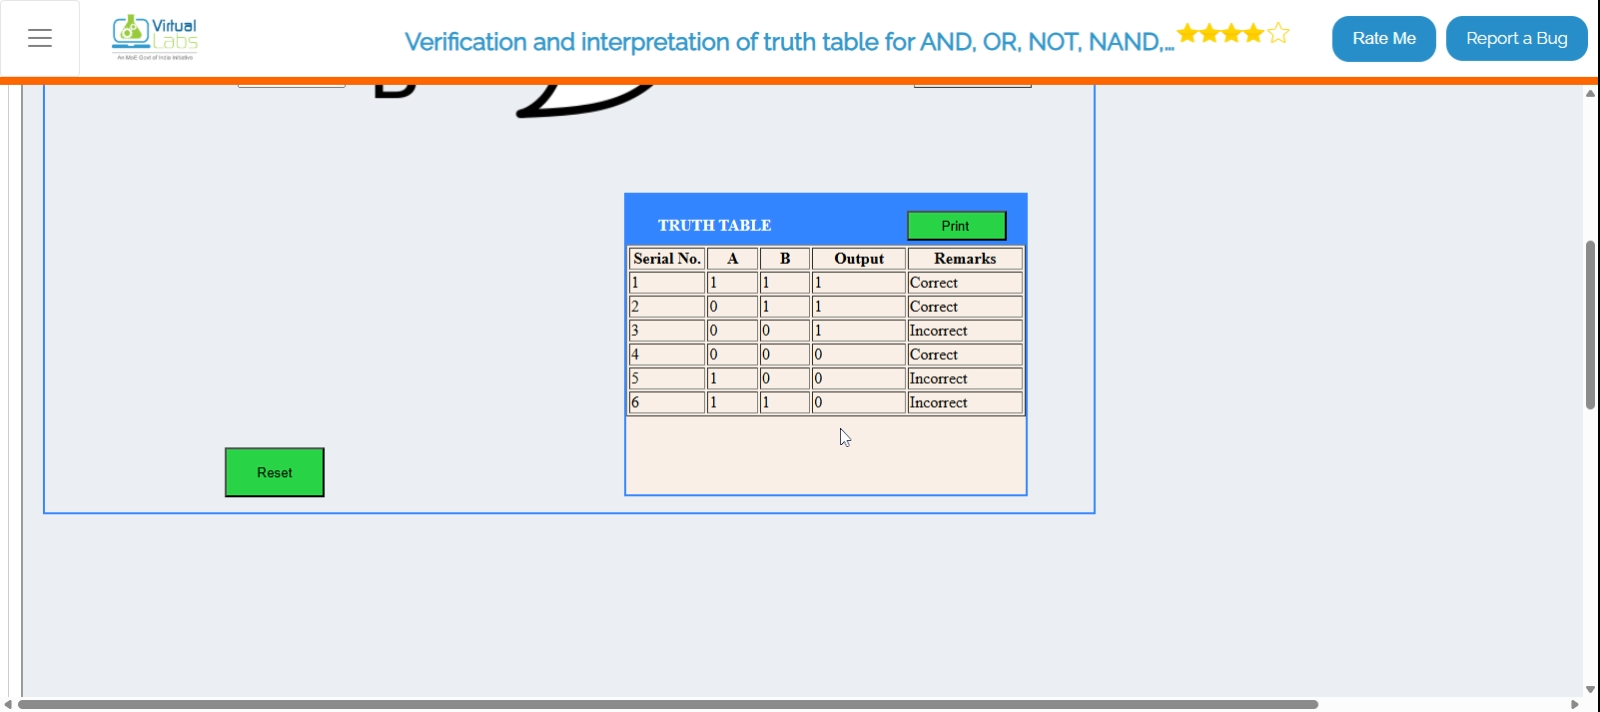 Virtual
Labs
An MoE Govt of India Initiative
Verification and interpretation of truth table for AND, OR, NOT, NAND,...
Rate Me
Report a Bug
B
TRUTH TABLE
Print
Serial No. A B Output Remarks
1 1 1 1 Correct
2 0 1 1 Correct
3 0 0 1 Incorrect
4 0 0 0 Correct
5 1 0 0 Incorrect
6 1 1 0 Incorrect
Reset